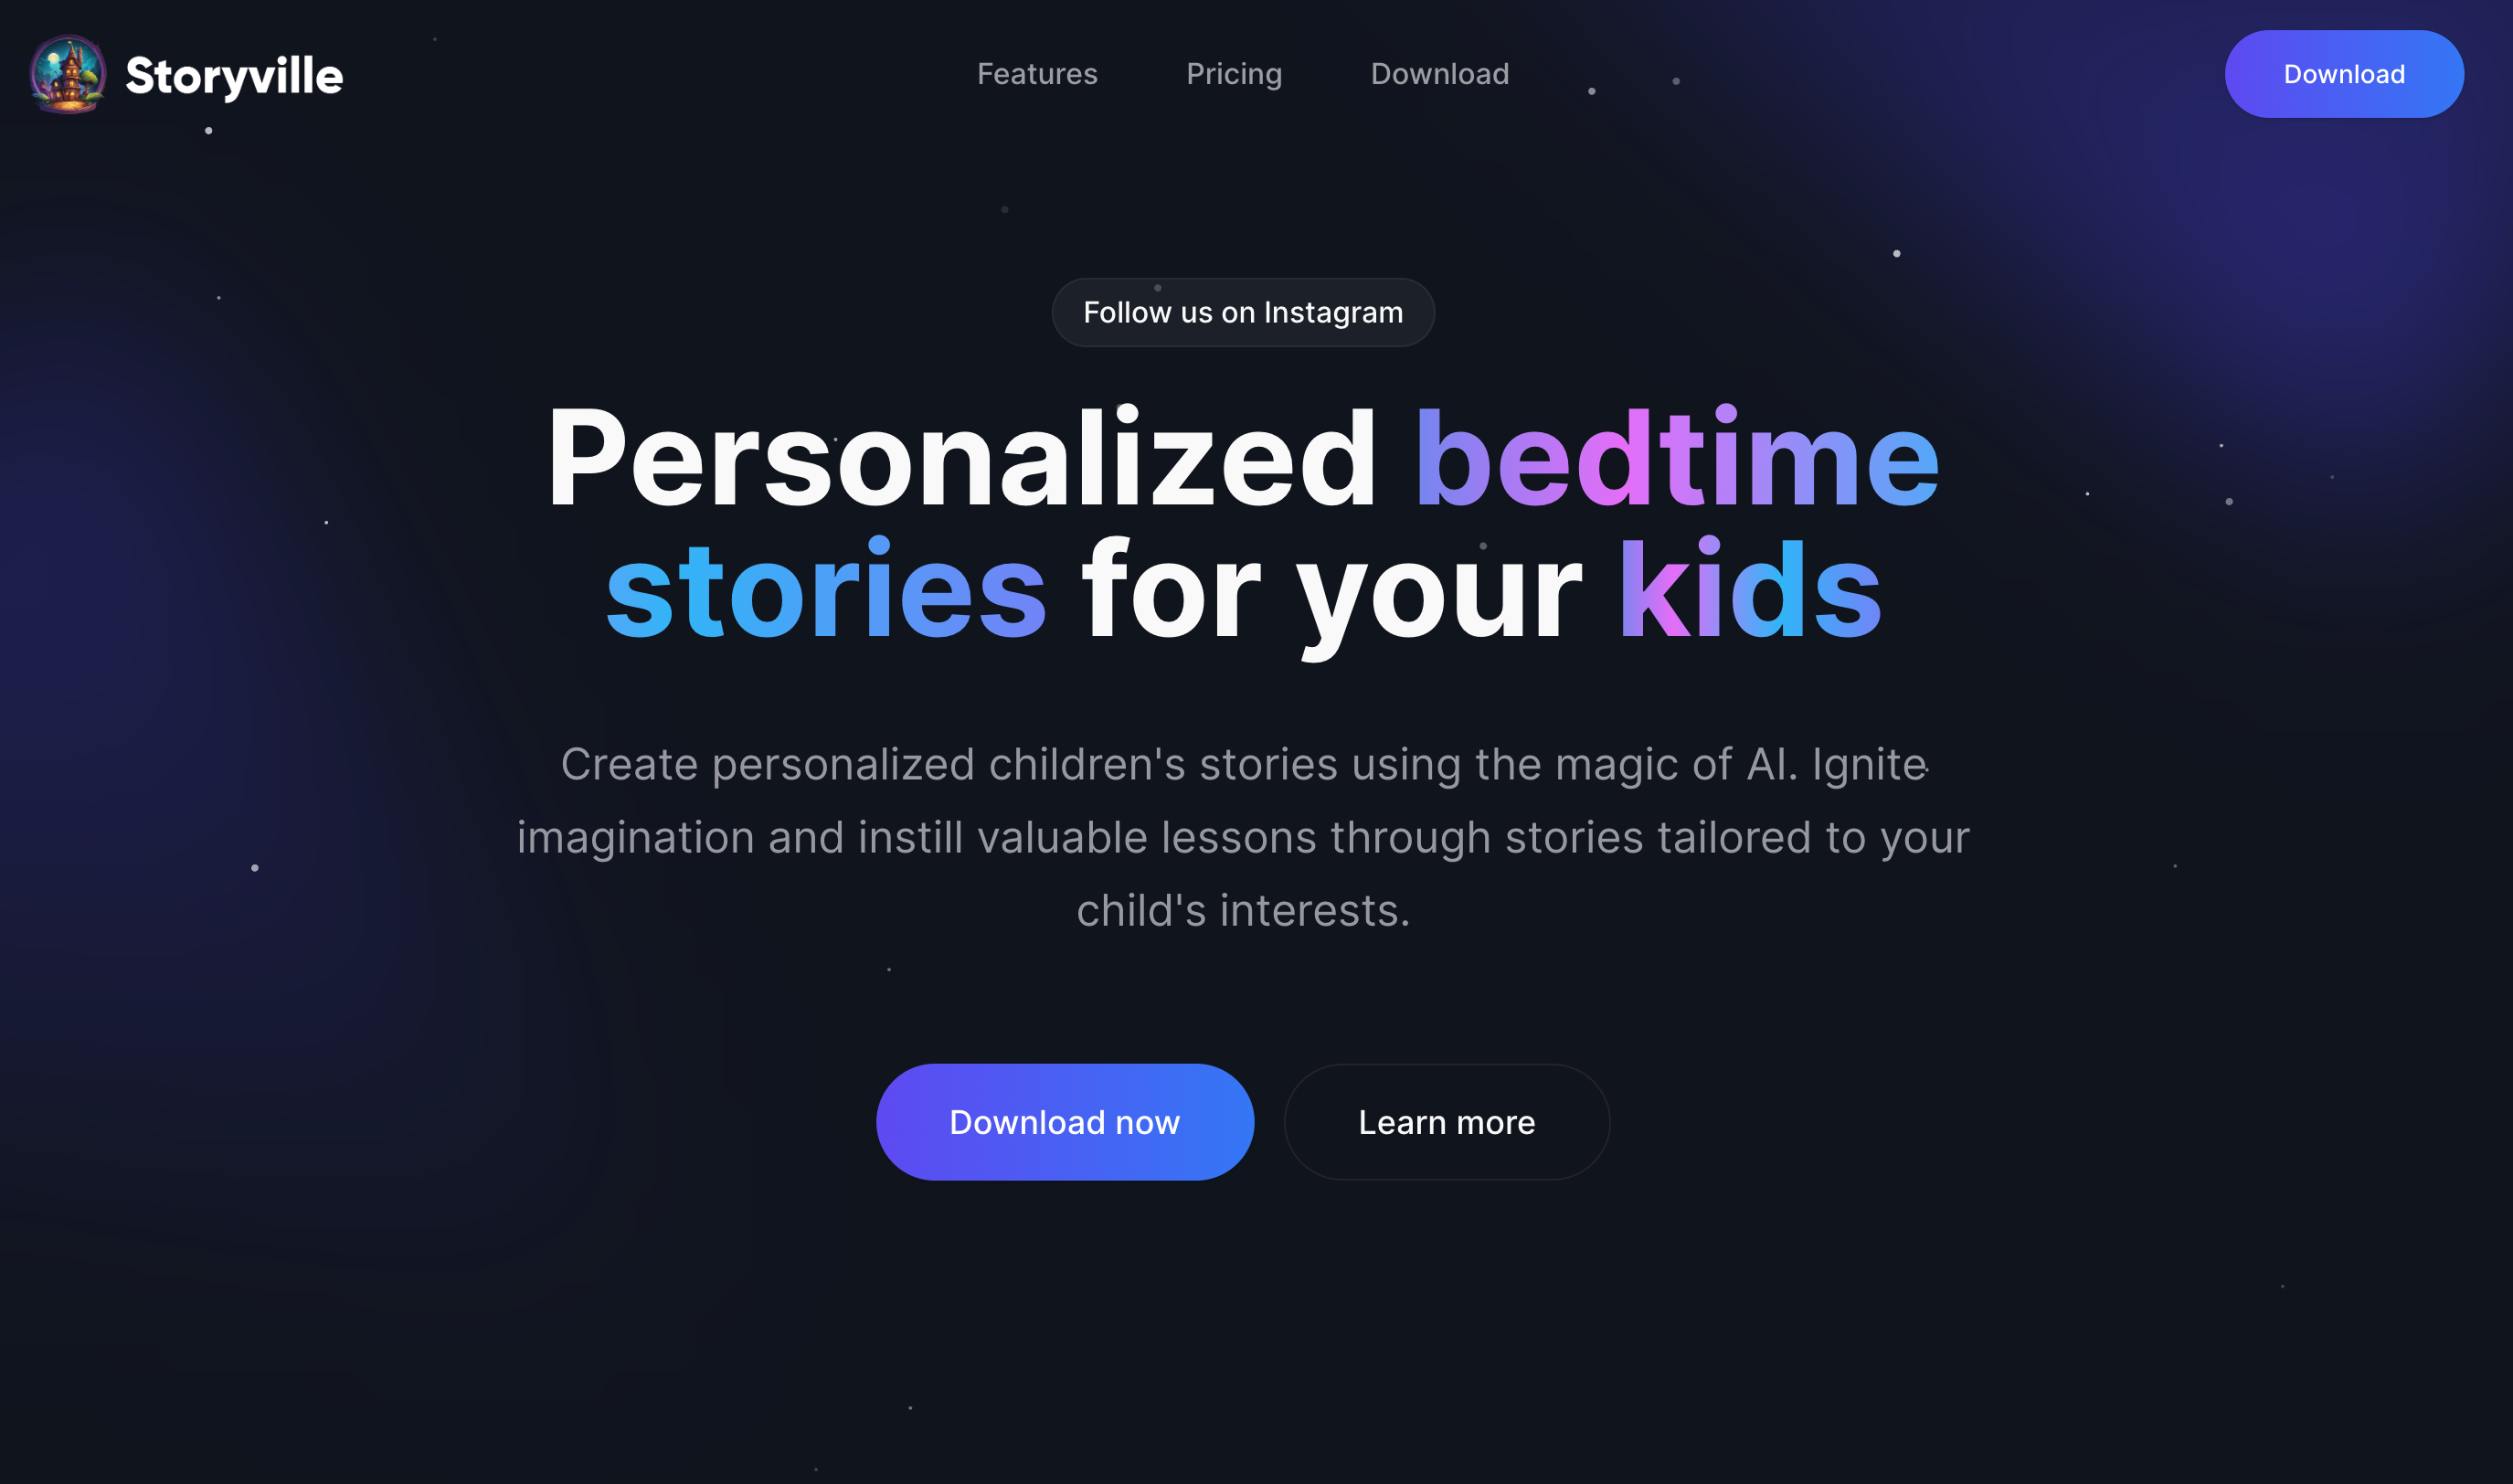 Storyville
Features
Pricing
Download
Download
Follow us on Instagram
Personalized bedtime
stories for your kids
Create personalized children's stories using the magic of AI. Ignite
imagination and instill valuable lessons through stories tailored to your
child's interests.
Download now
Learn more